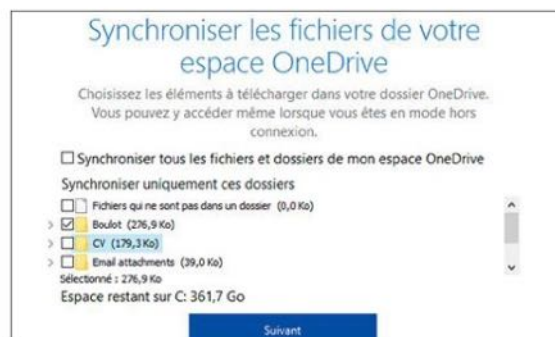 Synchroniser les fichiers de votre
espace OneDrive
Choisissez les éléments à télécharger dans votre dossier OneDrive.
Vous pouvez y accéder même lorsque vous êtes en mode hors
connexion.
Synchroniser tous les fichiers et dossiers de mon espace OneDrive
Synchroniser uniquement ces dossiers
Fichiers qui ne sont pas dans un dossier (0,0 Ko)
Boulot (276,9 Ko)
CV (179,3 Ko)
Email attachments (39,0 Ko)
Sélectionné : 276,9 Ko
Espace restant sur C: 361,7 Go
Suivant